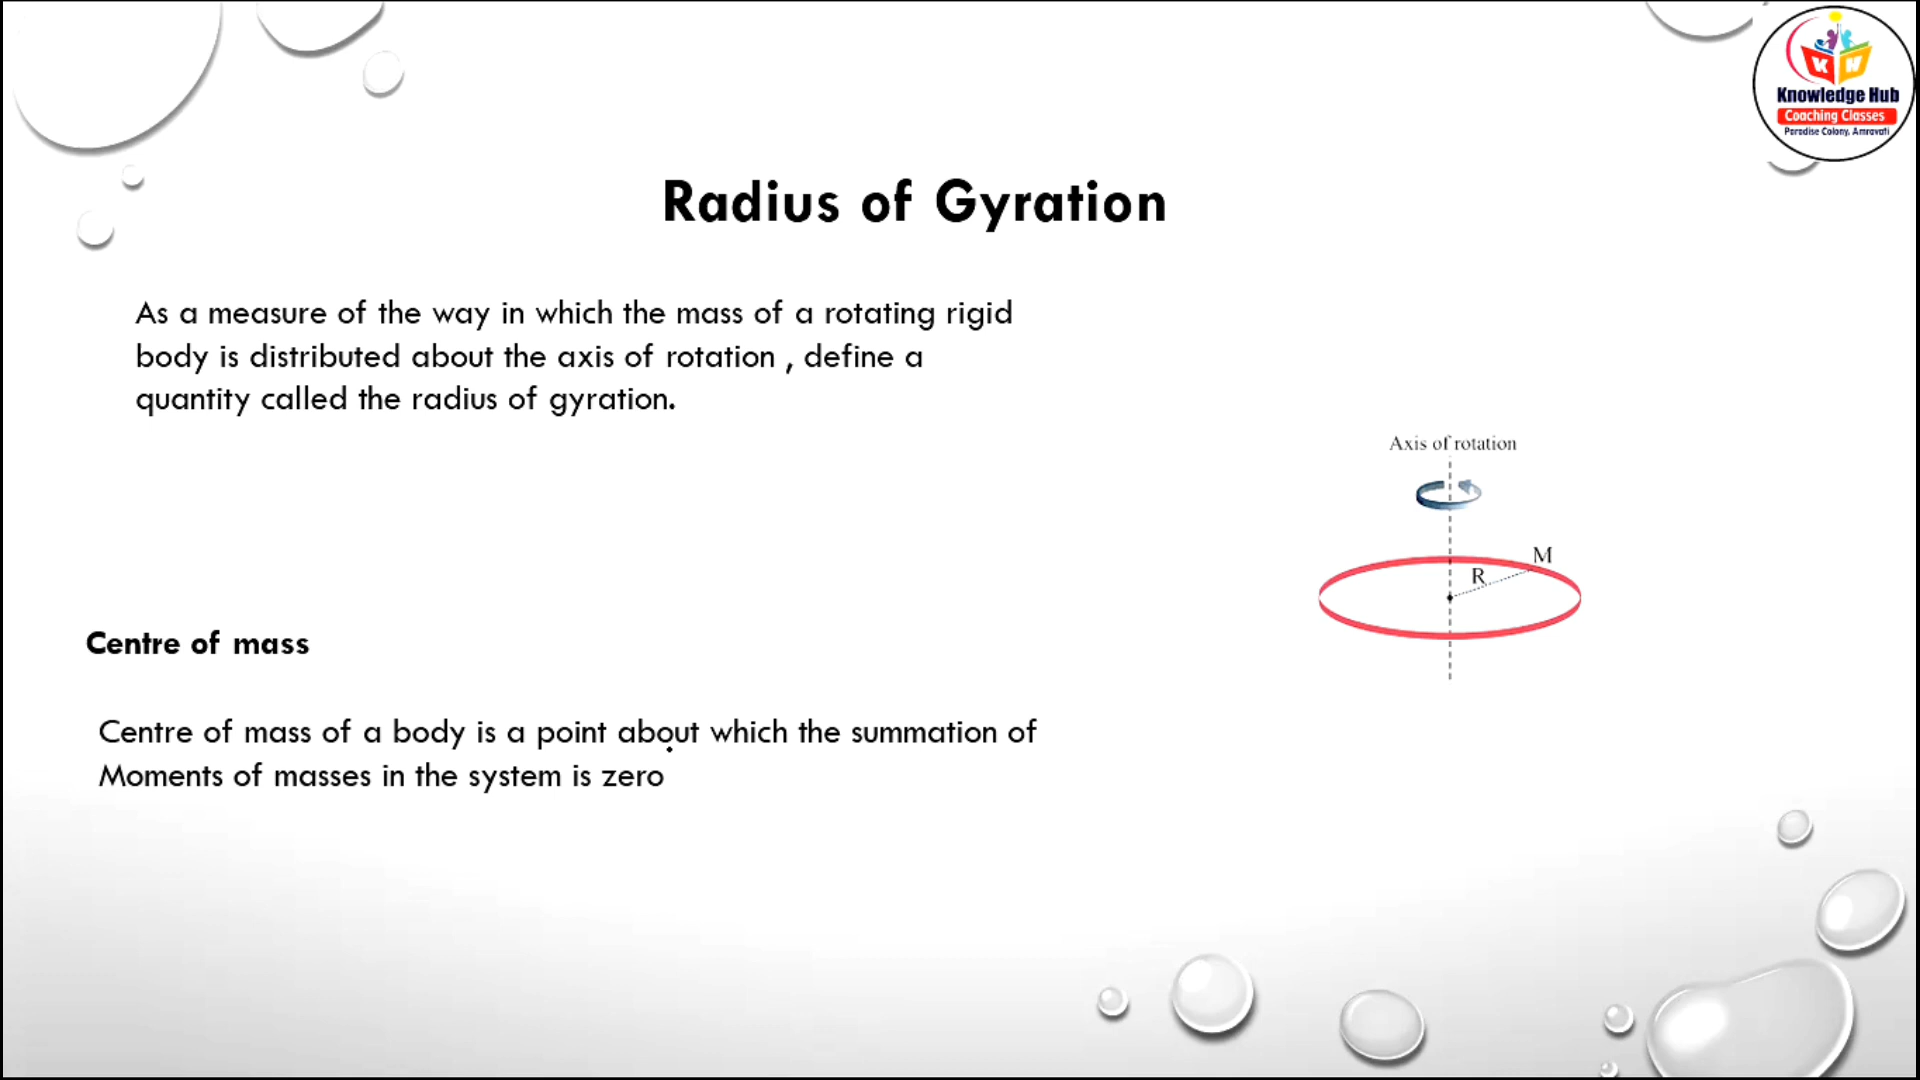 Knowledge Hub
Coaching Classes
Paradise Colony, Amravati
Radius of Gyration
As a measure of the way in which the mass of a rotating rigid
body is distributed about the axis of rotation , define a
quantity called the radius of gyration.
Axis of rotation
M
R
Centre of mass
Centre of mass of a body is a point about which the summation of
Moments of masses in the system is zero